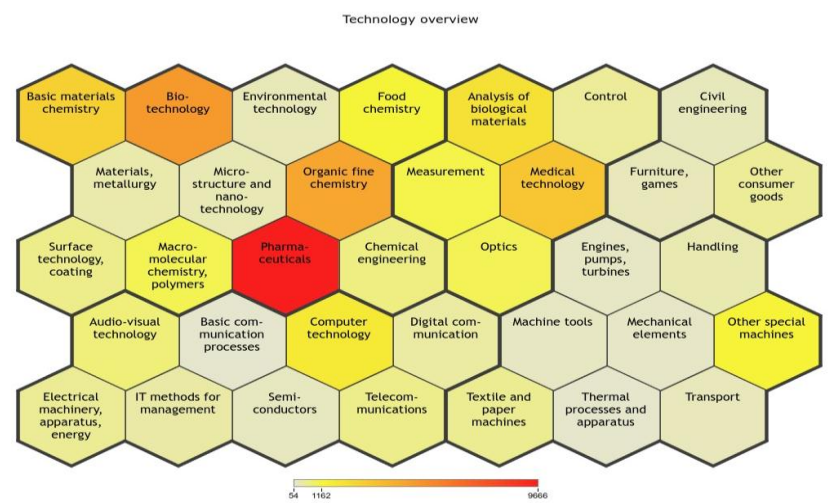 Technology overview
Basic materials
chemistry
Bio-
technology
Environmental
technology
Food
chemistry
Analysis of
biological
materials
Control
Civil
engineering
Materials,
metallurgy
Micro-
structure and
nano-
technology
Organic fine
chemistry
Measurement
Medical
technology
Furniture,
games
Other
consumer
goods
Surface
technology,
coating
Macro-
molecular
chemistry,
polymers
Pharma-
ceuticals
Chemical
engineering
Optics
Engines,
pumps,
turbines
Handling
Audio-visual
technology
Basic com-
munication
processes
Computer
technology
Digital com-
munication
Machine tools
Mechanical
elements
Other special
machines
Electrical
machinery,
apparatus,
energy
IT methods for
management
Semi-
conductors
Telecom-
munications
Textile and
paper
machines
Thermal
processes and
apparatus
Transport
54 1162 9666